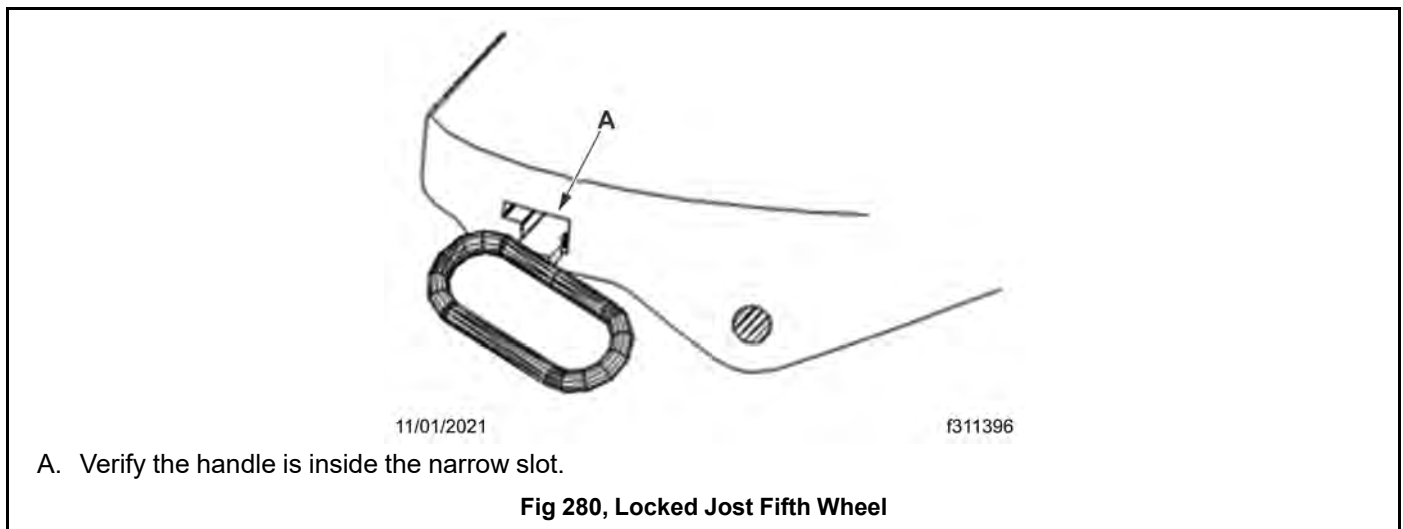 A
11/01/2021 f311396
A. Verify the handle is inside the narrow slot.
Fig 280, Locked Jost Fifth Wheel